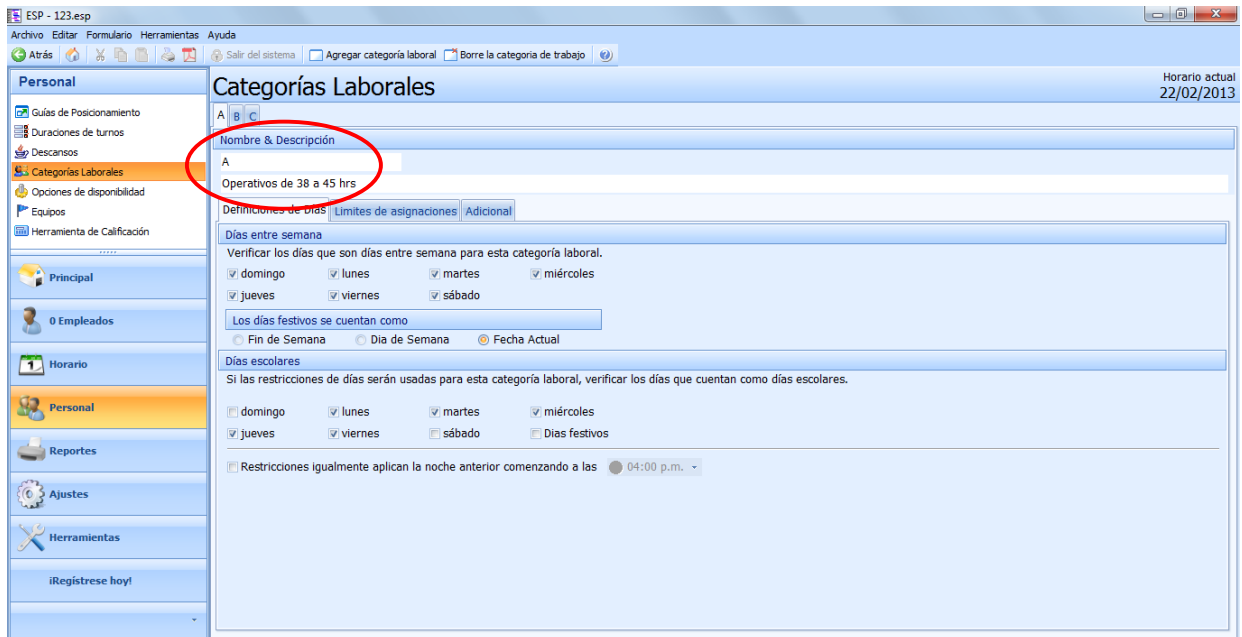 ESP - 123.esp
Archivo Editar Formulario Herramientas Ayuda
Atrás Salir del sistema Agregar categoría laboral Borre la categoria de trabajo
Personal
Guías de Posicionamiento
Duraciones de turnos
Descansos
Categorías Laborales
Opciones de disponibilidad
Equipos
Herramienta de Calificación
Principal
0 Empleados
1
Horario
Personal
Reportes
Ajustes
Herramientas
¡Regístrese hoy!
Categorías Laborales
Horario actual
22/02/2013
A B C
Nombre & Descripción
A
Operativos de 38 a 45 hrs
Definiciones de Días Limites de asignaciones Adicional
Días entre semana
Verificar los días que son días entre semana para esta categoría laboral.
domingo lunes martes miércoles
jueves viernes sábado
Los días festivos se cuentan como
Fin de Semana Dia de Semana Fecha Actual
Días escolares
Si las restricciones de días serán usadas para esta categoría laboral, verificar los días que cuentan como días escolares.
domingo lunes martes miércoles
jueves viernes sábado Dias festivos
Restricciones igualmente aplican la noche anterior comenzando a las 04:00 p.m.